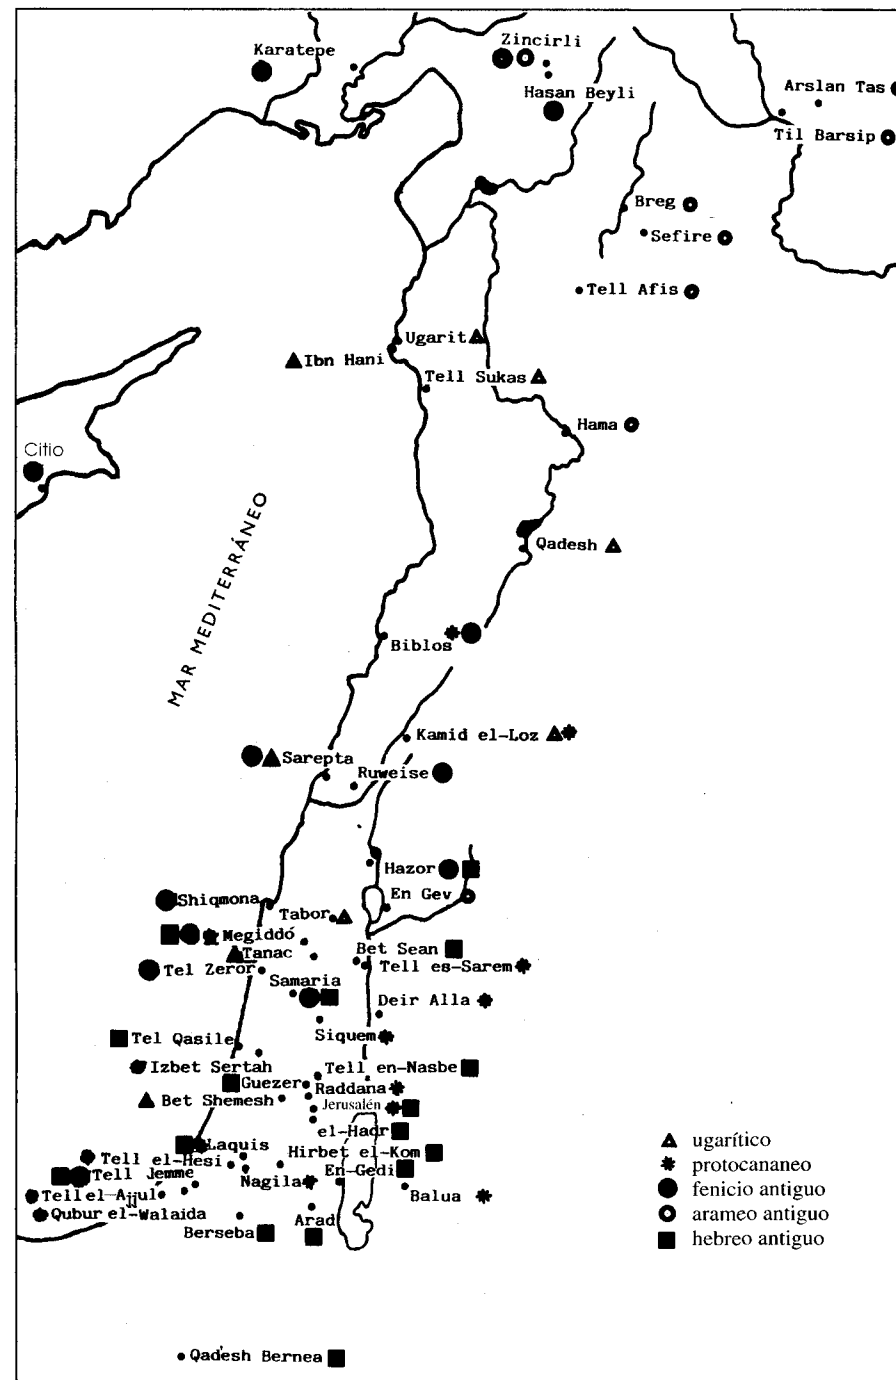 Karatepe
Zincirli
Hasan Beyli
Arslan Tas
Til Barsip
Breg
Sefire
Tell Afis
Ugarit
Ibn Hani
Tell Sukas
Hama
Citio
MAR MEDITERRÁNEO
Qadesh
Biblos
Kamid el-Loz
Sarepta
Ruweise
Hazor
En Gev
Shiqmona
Tabor
Megiddó
Bet Sean
Tanac
Tell es-Sarem
Tel Zeror
Samaria
Deir Alla
Siquem
Tel Qasile
Izbet Sertah
Tell en-Nasbe
Guezer
Raddana
Bet Shemesh
Jerusalén
el-Hadr
Laquis
Hirbet el-Kom
Tell el-Hesi
En-Gedi
Tell Jemme
Nagila
Balua
Tell el-Ajjul
Qubur el-Walaida
Arad
Berseba
Qadesh Bernea
ugarítico
protocananeo
fenicio antiguo
arameo antiguo
hebreo antiguo